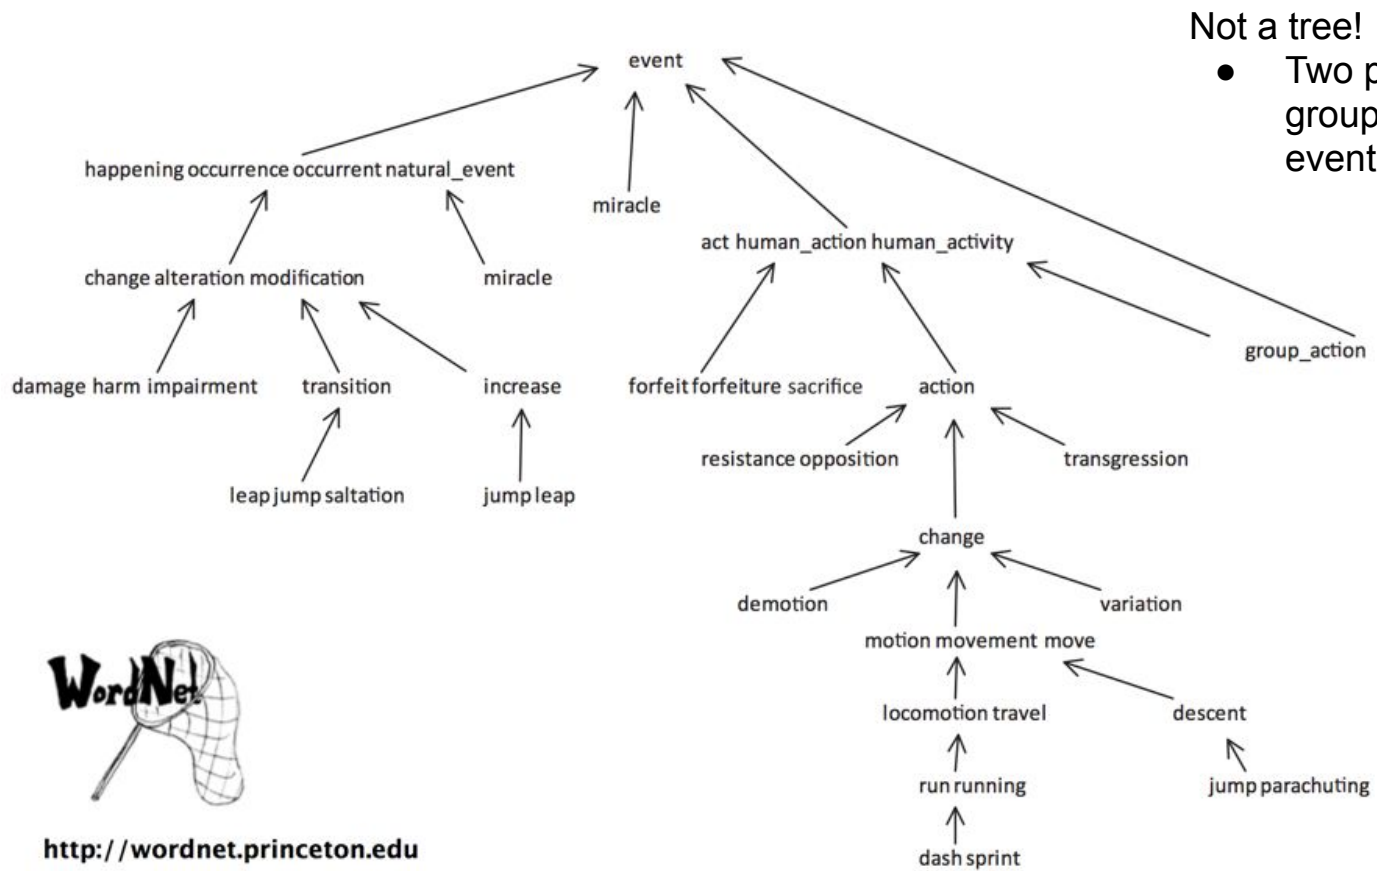 Not a tree!
● Two p
group
event
event
happening occurrence occurrent natural_event
miracle
act human_action human_activity
change alteration modification
miracle
group_action
damage harm impairment
transition
increase
forfeit forfeiture sacrifice
action
resistance opposition
transgression
leap jump saltation
jump leap
change
demotion
variation
motion movement move
WordNet
locomotion travel
descent
run running
jump parachuting
http://wordnet.princeton.edu
dash sprint